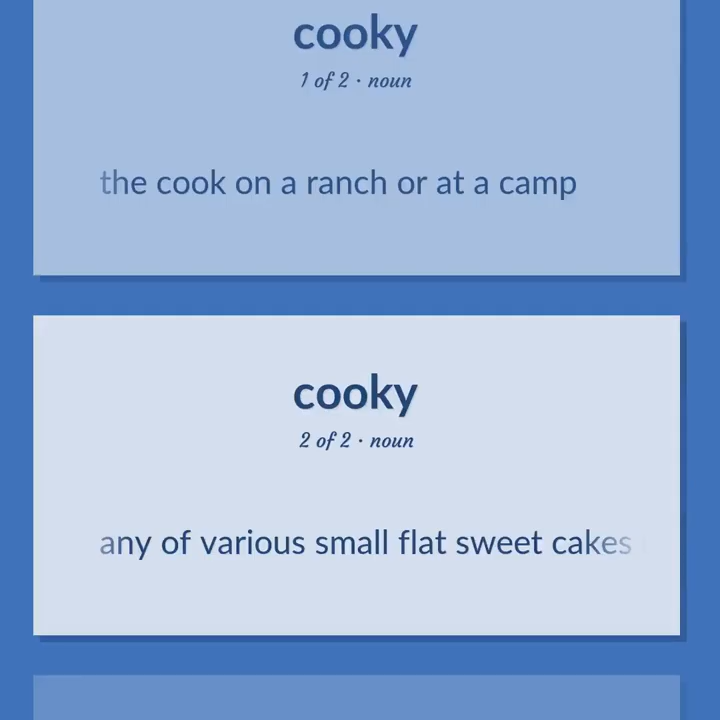 cooky
1 of 2 · noun
the cook on a ranch or at a camp
cooky
2 of 2 · noun
any of various small flat sweet cakes